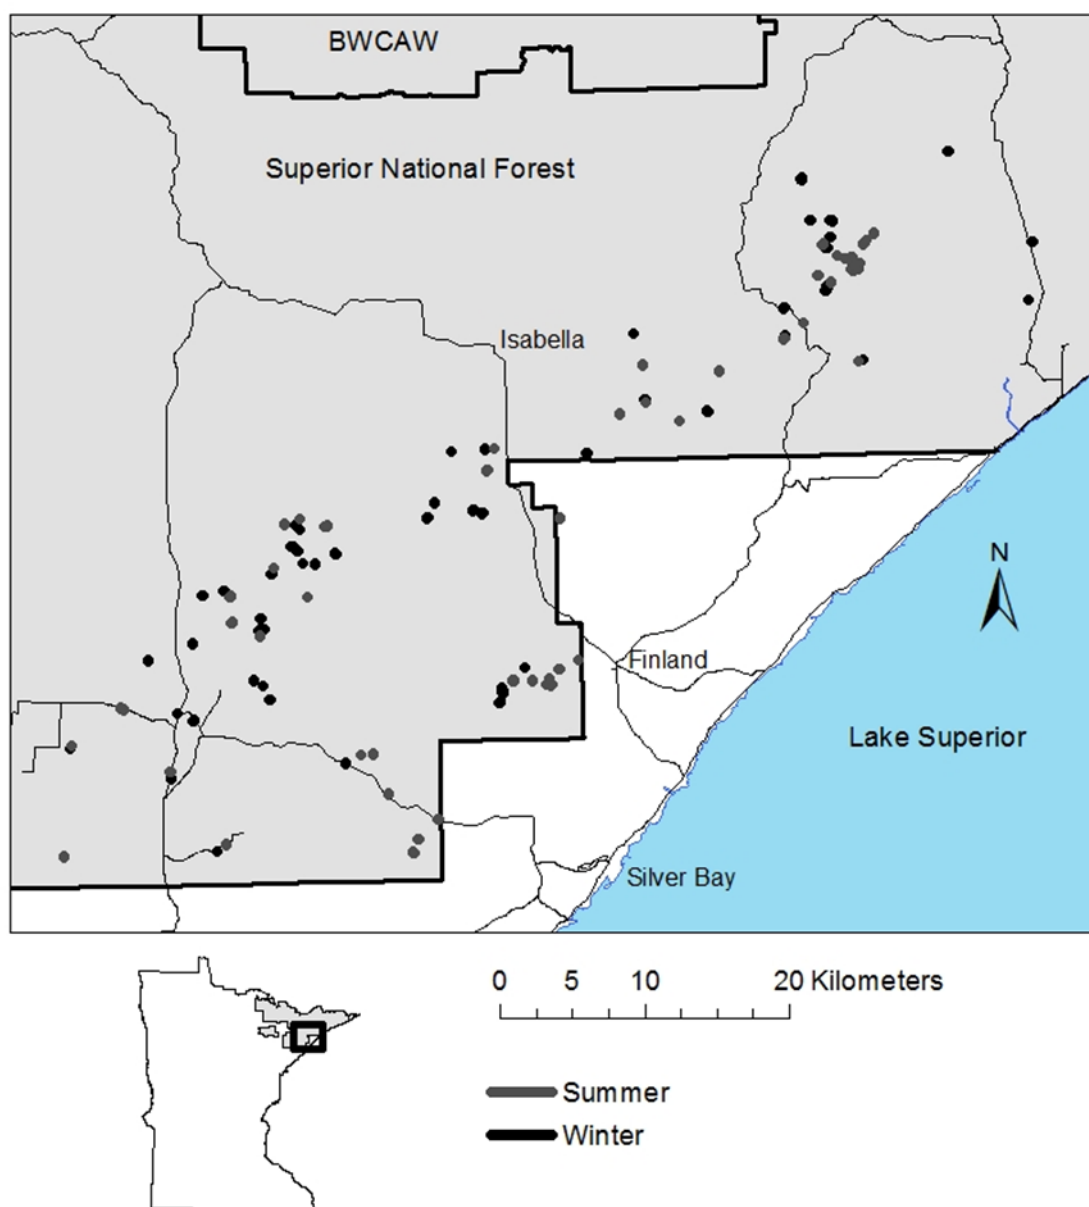 BWCAW
Superior National Forest
Isabella
N
Finland
Lake Superior
Silver Bay
0 5 10 20 Kilometers
Summer
Winter